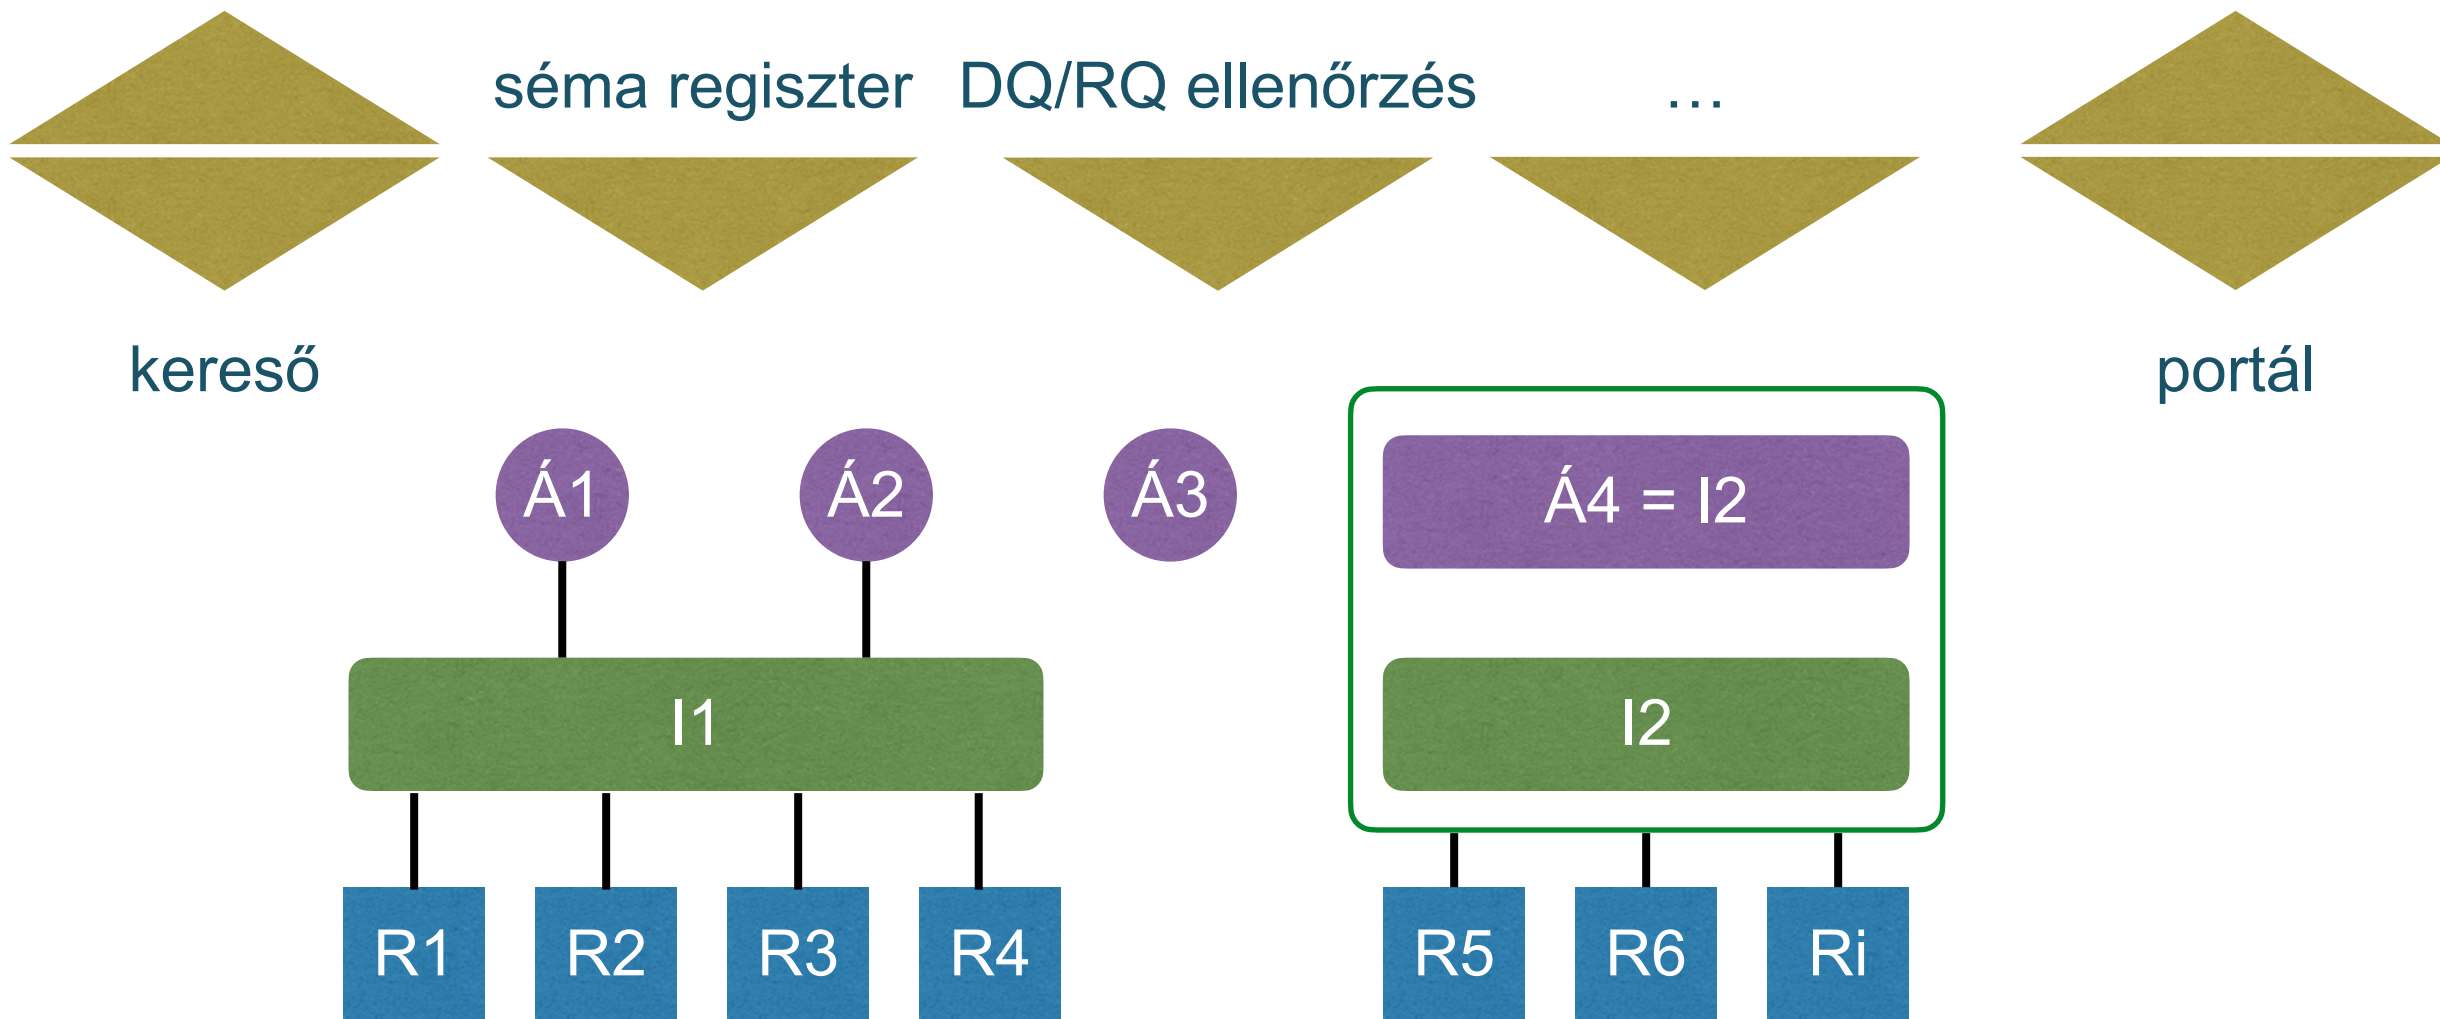 séma regiszter
DQ/RQ ellenőrzés
…
kereső
portál
Á1
Á2
Á3
Á4 = I2
I1
I2
R1
R2
R3
R4
R5
R6
Ri